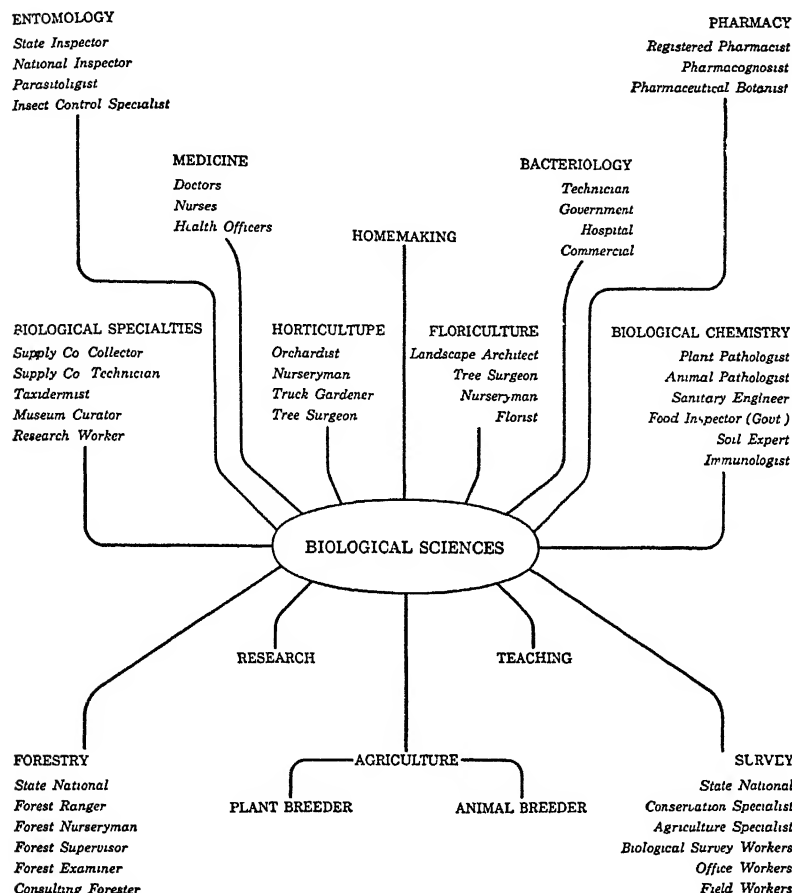 ENTOMOLOGY
State Inspector
National Inspector
Parasitoligist
Insect Control Specialist
PHARMACY
Registered Pharmacist
Pharmacognosist
Pharmaceutical Botanist
MEDICINE
Doctors
Nurses
Health Officers
BACTERIOLOGY
Technician
Government
Hospital
Commercial
HOMEMAKING
BIOLOGICAL SPECIALTIES
Supply Co Collector
Supply Co Technician
Taxidermist
Museum Curator
Research Worker
HORTICULTUPE
Orchardist
Nurseryman
Truck Gardener
Tree Surgeon
FLORICULTURE
Landscape Architect
Tree Surgeon
Nurseryman
Florist
BIOLOGICAL CHEMISTRY
Plant Pathologist
Animal Pathologist
Sanitary Engineer
Food Inspector (Govt)
Soil Expert
Immunologist
BIOLOGICAL SCIENCES
RESEARCH
TEACHING
FORESTRY
State National
Forest Ranger
Forest Nurseryman
Forest Supervisor
Forest Examiner
Consulting Forester
AGRICULTURE
PLANT BREEDER
ANIMAL BREEDER
SURVEY
State National
Conservation Specialist
Agriculture Specialist
Biological Survey Workers
Office Workers
Field Workers